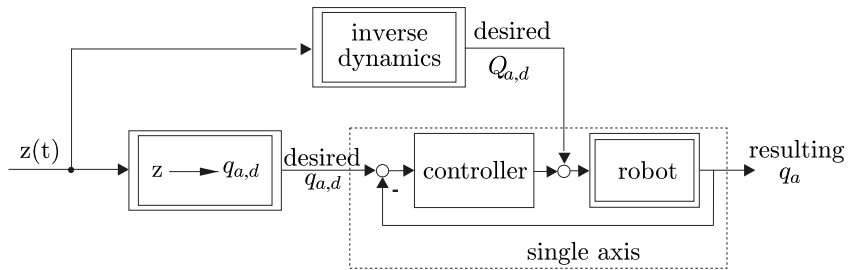 inverse
dynamics
desired
Q_{a,d}
z(t)
z → q_{a,d}
desired
q_{a,d}
-
controller
robot
resulting
q_a
single axis